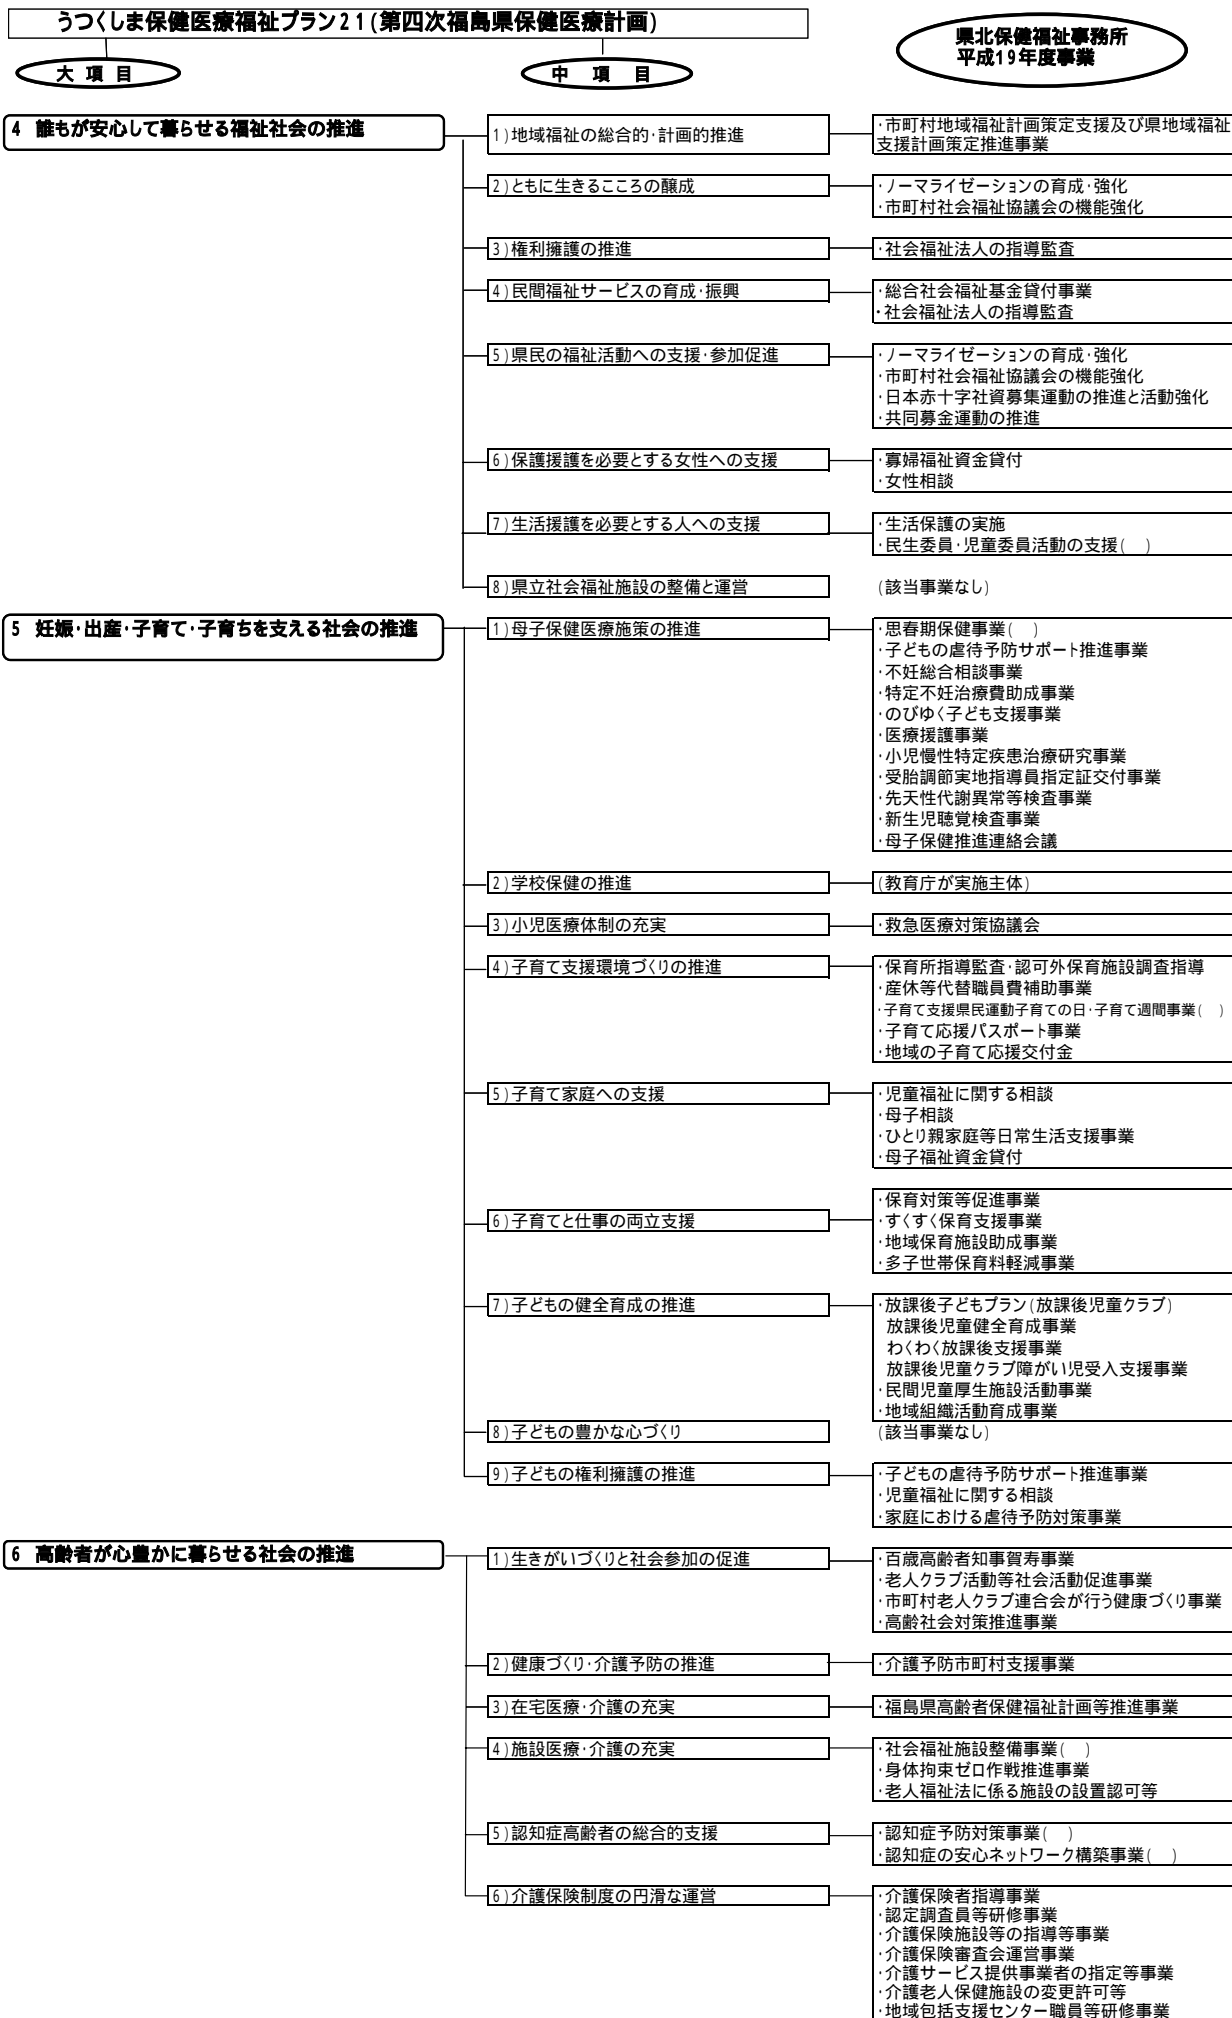 うつくしま保健医療福祉プラン21(第四次福島県保健医療計画)
県北保健福祉事務所
平成19年度事業
大 項 目
中 項 目
4 誰もが安心して暮らせる福祉社会の推進
1)地域福祉の総合的・計画的推進
・市町村地域福祉計画策定支援及び県地域福祉
支援計画策定推進事業
2)ともに生きるこころの醸成
・ノーマライゼーションの育成・強化
・市町村社会福祉協議会の機能強化
3)権利擁護の推進
・社会福祉法人の指導監査
4)民間福祉サービスの育成・振興
・総合社会福祉基金貸付事業
・社会福祉法人の指導監査
5)県民の福祉活動への支援・参加促進
・ノーマライゼーションの育成・強化
・市町村社会福祉協議会の機能強化
・日本赤十字社資募集運動の推進と活動強化
・共同募金運動の推進
6)保護援護を必要とする女性への支援
・寡婦福祉資金貸付
・女性相談
7)生活援護を必要とする人への支援
・生活保護の実施
・民生委員・児童委員活動の支援( )
8)県立社会福祉施設の整備と運営
(該当事業なし)
5 妊娠・出産・子育て・子育ちを支える社会の推進
1)母子保健医療施策の推進
・思春期保健事業( )
・子どもの虐待予防サポート推進事業
・不妊総合相談事業
・特定不妊治療費助成事業
・のびゆく子ども支援事業
・医療援護事業
・小児慢性特定疾患治療研究事業
・受胎調節実地指導員指定証交付事業
・先天性代謝異常等検査事業
・新生児聴覚検査事業
・母子保健推進連絡会議
2)学校保健の推進
(教育庁が実施主体)
3)小児医療体制の充実
・救急医療対策協議会
4)子育て支援環境づくりの推進
・保育所指導監査・認可外保育施設調査指導
・産休等代替職員費補助事業
・子育て支援県民運動子育ての日・子育て週間事業( )
・子育て応援パスポート事業
・地域の子育て応援交付金
5)子育て家庭への支援
・児童福祉に関する相談
・母子相談
・ひとり親家庭等日常生活支援事業
・母子福祉資金貸付
6)子育てと仕事の両立支援
・保育対策等促進事業
・すくすく保育支援事業
・地域保育施設助成事業
・多子世帯保育料軽減事業
7)子どもの健全育成の推進
・放課後子どもプラン(放課後児童クラブ)
放課後児童健全育成事業
わくわく放課後支援事業
放課後児童クラブ障がい児受入支援事業
・民間児童厚生施設活動事業
・地域組織活動育成事業
8)子どもの豊かな心づくり
(該当事業なし)
9)子どもの権利擁護の推進
・子どもの虐待予防サポート推進事業
・児童福祉に関する相談
・家庭における虐待予防対策事業
6 高齢者が心豊かに暮らせる社会の推進
1)生きがいづくりと社会参加の促進
・百歳高齢者知事賀寿事業
・老人クラブ活動等社会活動促進事業
・市町村老人クラブ連合会が行う健康づくり事業
・高齢社会対策推進事業
2)健康づくり・介護予防の推進
・介護予防市町村支援事業
3)在宅医療・介護の充実
・福島県高齢者保健福祉計画等推進事業
4)施設医療・介護の充実
・社会福祉施設整備事業( )
・身体拘束ゼロ作戦推進事業
・老人福祉法に係る施設の設置認可等
5)認知症高齢者の総合的支援
・認知症予防対策事業( )
・認知症の安心ネットワーク構築事業( )
6)介護保険制度の円滑な運営
・介護保険者指導事業
・認定調査員等研修事業
・介護保険施設等の指導等事業
・介護保険審査会運営事業
・介護サービス提供事業者の指定等事業
・介護老人保健施設の変更許可等
・地域包括支援センター職員等研修事業